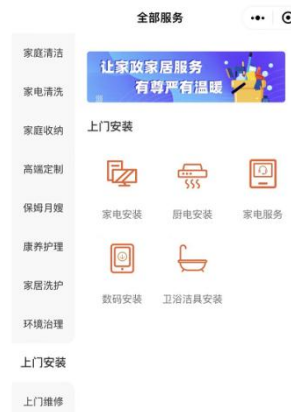 全部服务
家庭清洁
家电清洗
家庭收纳
高端定制
保姆月嫂
康养护理
家居洗护
环境治理
上门安装
上门维修
让家政家居服务
有尊严有温暖
上门安装
家电安装
厨电安装
家电服务
数码安装
卫浴洁具安装